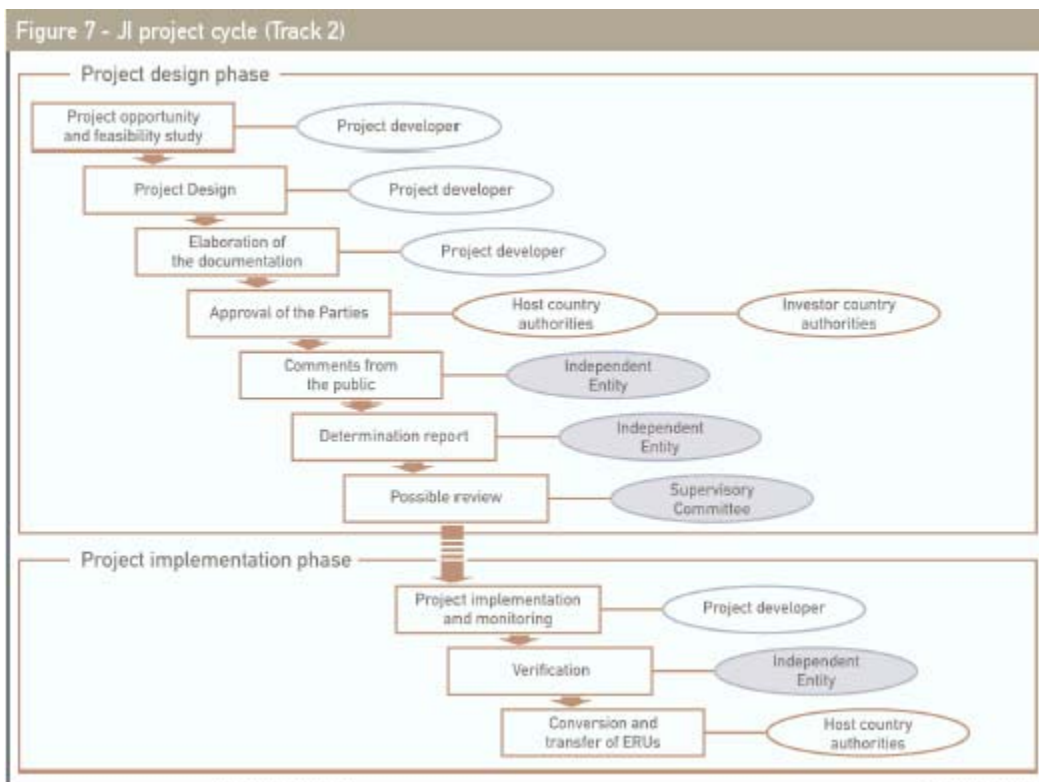 Figure 7 - JI project cycle (Track 2)
Project design phase
Project opportunity
and feasibility study
Project developer
Project Design
Project developer
Elaboration of
the documentation
Project developer
Approval of the Parties
Host country
authorities
Investor country
authorities
Comments from
the public
Independent
Entity
Determination report
Independent
Entity
Possible review
Supervisory
Committee
Project implementation phase
Project implementation
and monitoring
Project developer
Verification
Independent
Entity
Conversion and
transfer of ERUs
Host country
authorities